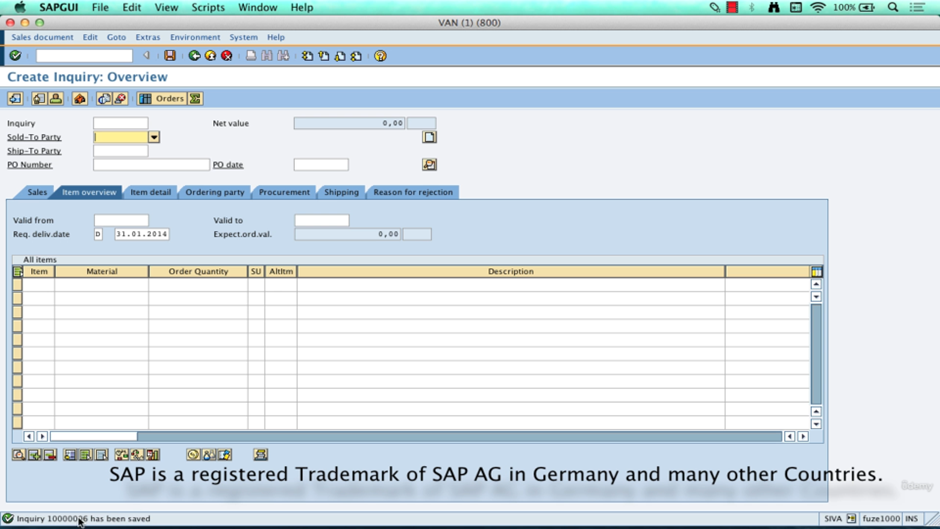 SAPGUI File Edit View Scripts Window Help 100%
VAN (1) (800)
Sales document Edit Goto Extras Environment System Help
Create Inquiry: Overview
Orders
Inquiry Net value 0,00
Sold-To Party
Ship-To Party
PO Number PO date
Sales Item overview Item detail Ordering party Procurement Shipping Reason for rejection
Valid from Valid to
Req. deliv.date D 31.01.2014 Expect.ord.val. 0,00
All items
Item Material Order Quantity SU AltItm Description
SAP is a registered Trademark of SAP AG in Germany and many other Countries.
Udemy
Inquiry 10000026 has been saved SIVA fuze1000 INS